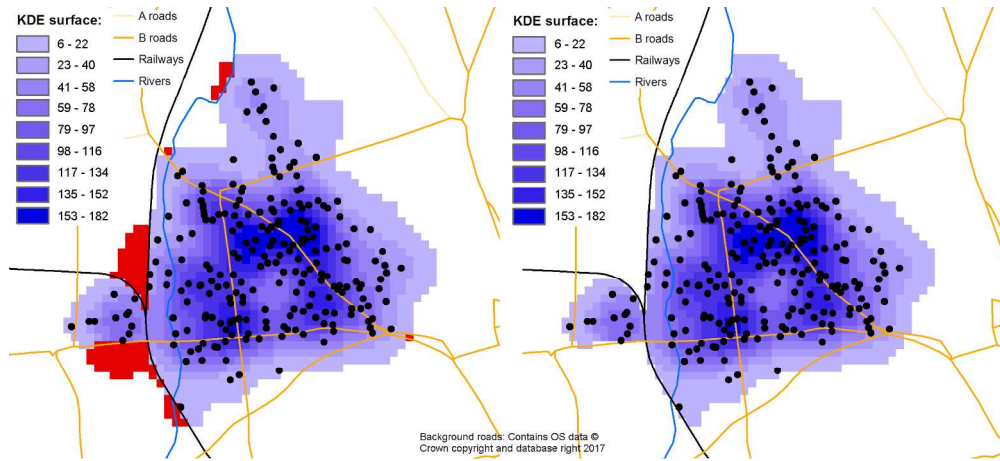 KDE surface:
6 - 22
23 - 40
41 - 58
59 - 78
79 - 97
98 - 116
117 - 134
135 - 152
153 - 182
A roads
B roads
Railways
Rivers
KDE surface:
6 - 22
23 - 40
41 - 58
59 - 78
79 - 97
98 - 116
117 - 134
135 - 152
153 - 182
A roads
B roads
Railways
Rivers
Background roads: Contains OS data ©
Crown copyright and database right 2017